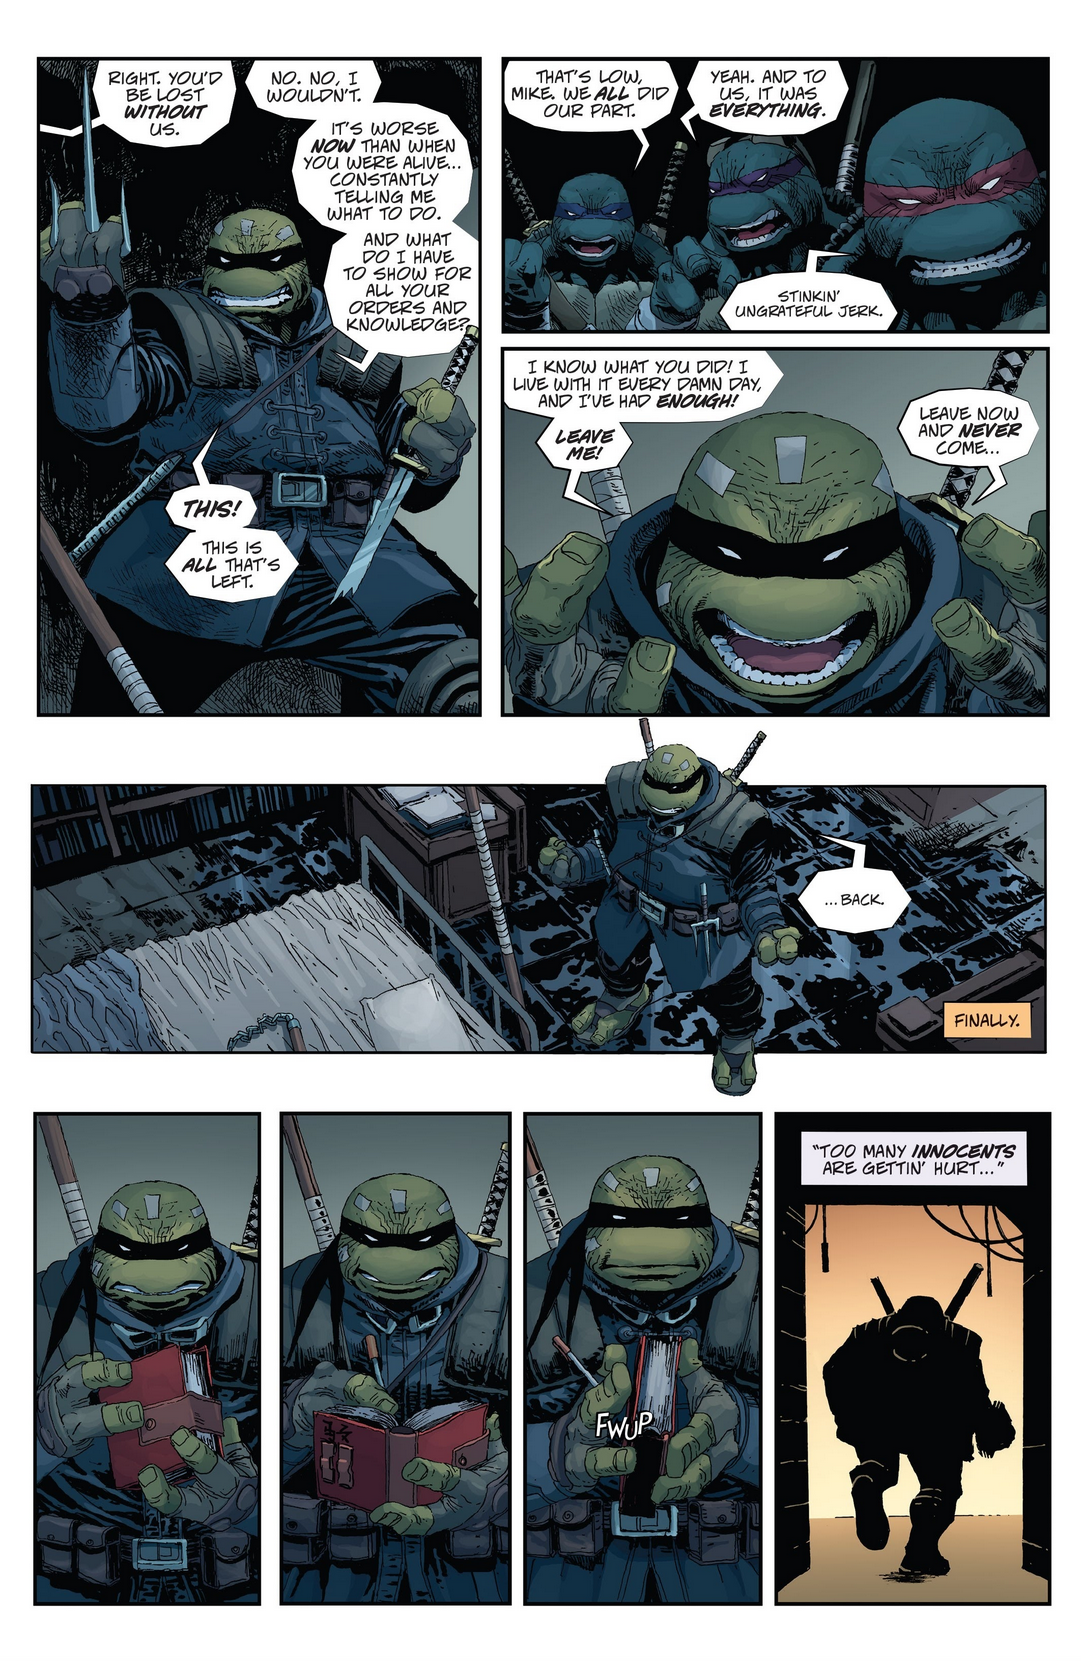 RIGHT. YOU'D
BE LOST
WITHOUT
US.
NO. NO, I
WOULDN'T.
IT'S WORSE
NOW THAN WHEN
YOU WERE ALIVE...
CONSTANTLY
TELLING ME
WHAT TO DO.
AND WHAT
DO I HAVE
TO SHOW FOR
ALL YOUR
ORDERS AND
KNOWLEDGE?
THIS!
THIS IS
ALL THAT'S
LEFT.
THAT'S LOW,
MIKE. WE ALL DID
OUR PART.
YEAH. AND TO
US, IT WAS
EVERYTHING.
STINKIN'
UNGRATEFUL JERK.
I KNOW WHAT YOU DID! I
LIVE WITH IT EVERY DAMN DAY,
AND I'VE HAD ENOUGH!
LEAVE
ME!
LEAVE NOW
AND NEVER
COME...
...BACK.
FINALLY.
FWUP
"TOO MANY INNOCENTS
ARE GETTIN' HURT..."